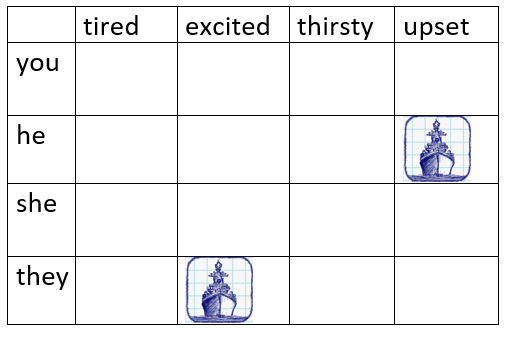 tired excited thirsty upset
you
he
she
they